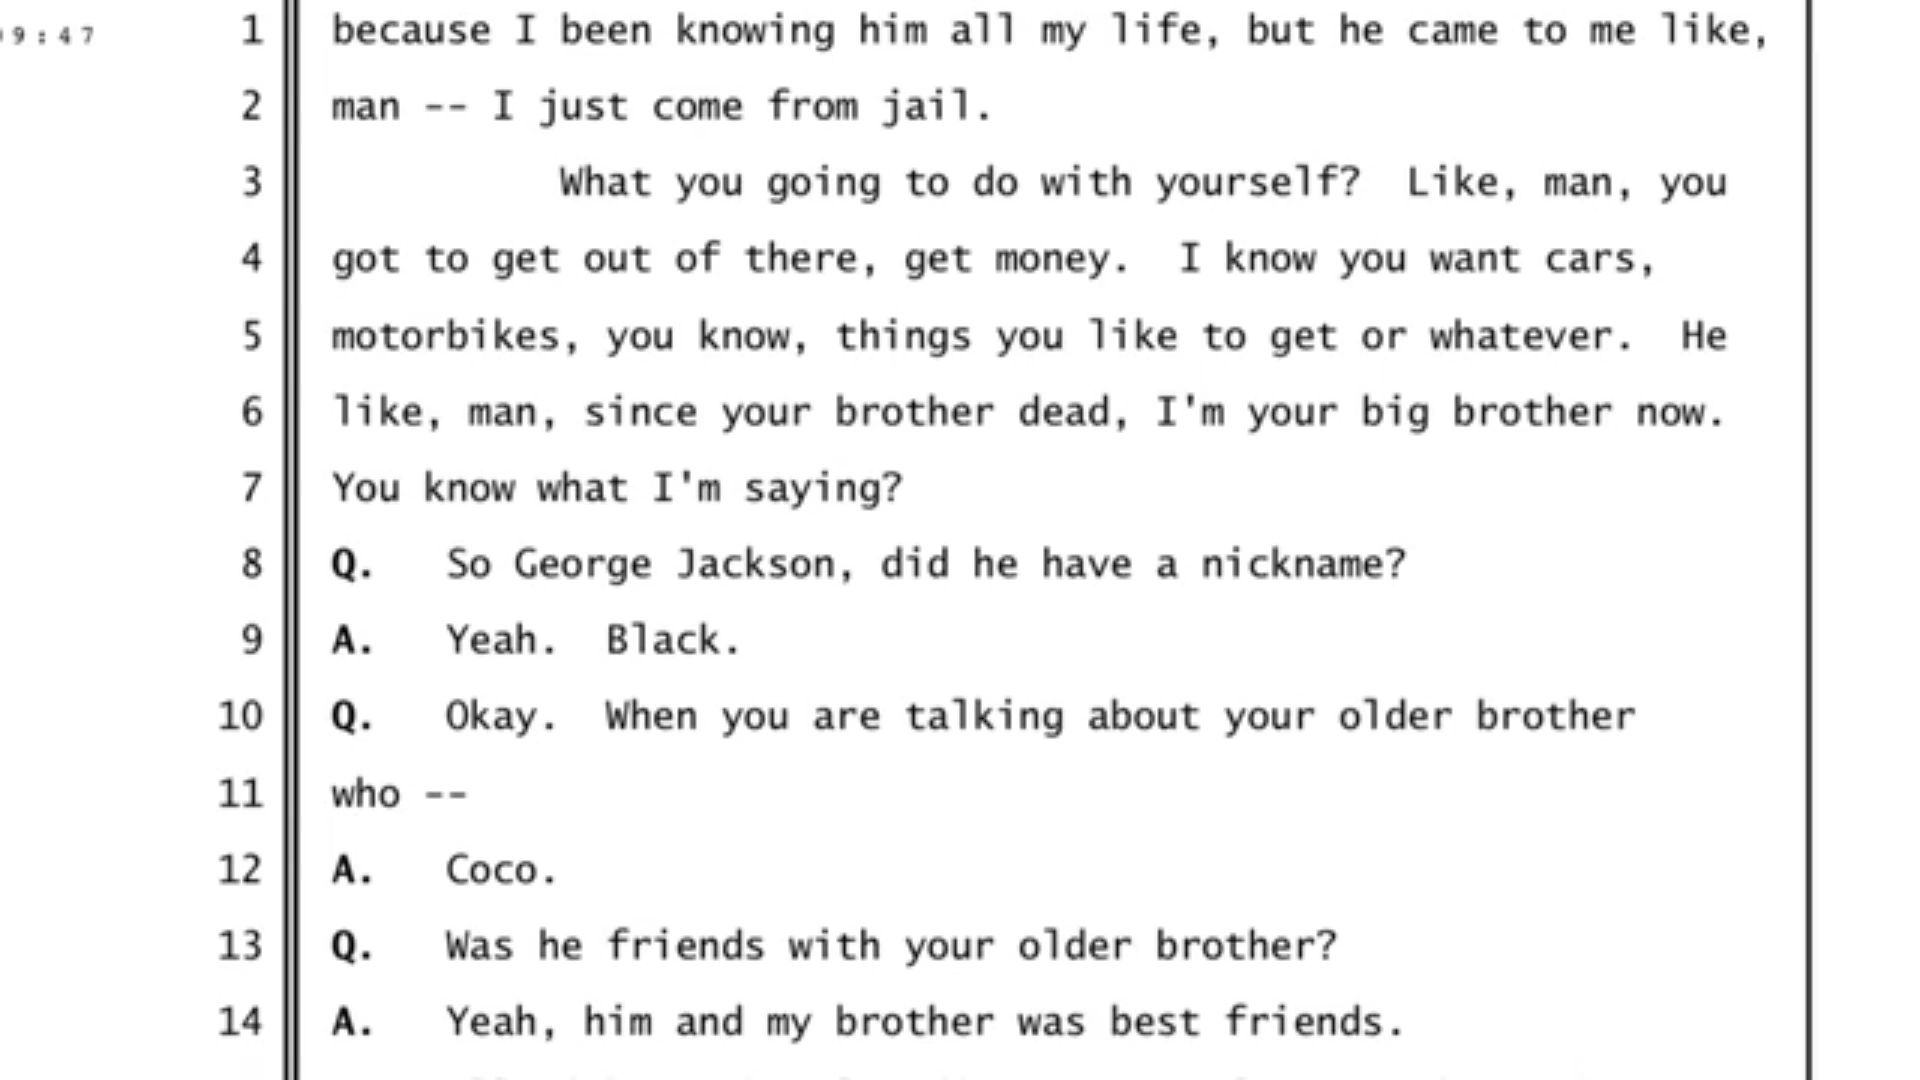 9:47
1 because I been knowing him all my life, but he came to me like,
2 man -- I just come from jail.
3 What you going to do with yourself?  Like, man, you
4 got to get out of there, get money.  I know you want cars,
5 motorbikes, you know, things you like to get or whatever.  He
6 like, man, since your brother dead, I'm your big brother now.
7 You know what I'm saying?
8 Q. So George Jackson, did he have a nickname?
9 A. Yeah.  Black.
10 Q. Okay.  When you are talking about your older brother
11 who --
12 A. Coco.
13 Q. Was he friends with your older brother?
14 A. Yeah, him and my brother was best friends.